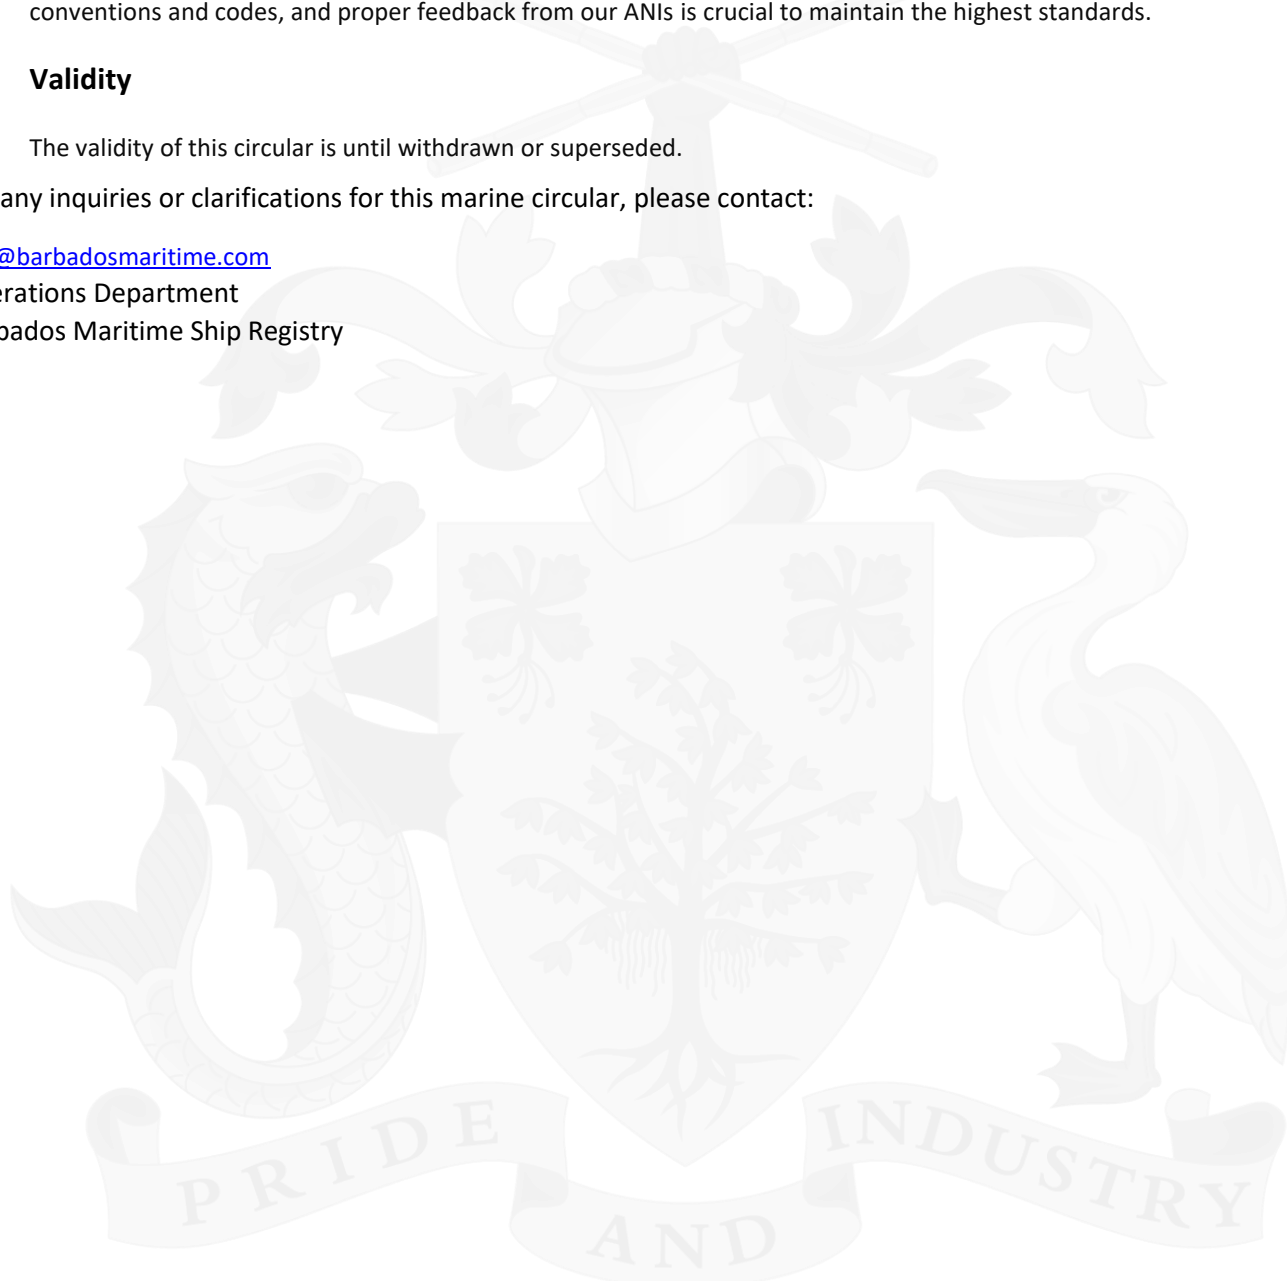 conventions and codes, and proper feedback from our ANIs is crucial to maintain the highest standards.
Validity
The validity of this circular is until withdrawn or superseded.
any inquiries or clarifications for this marine circular, please contact:
@barbadosmaritime.com
erations Department
bados Maritime Ship Registry
PRIDE AND INDUSTRY